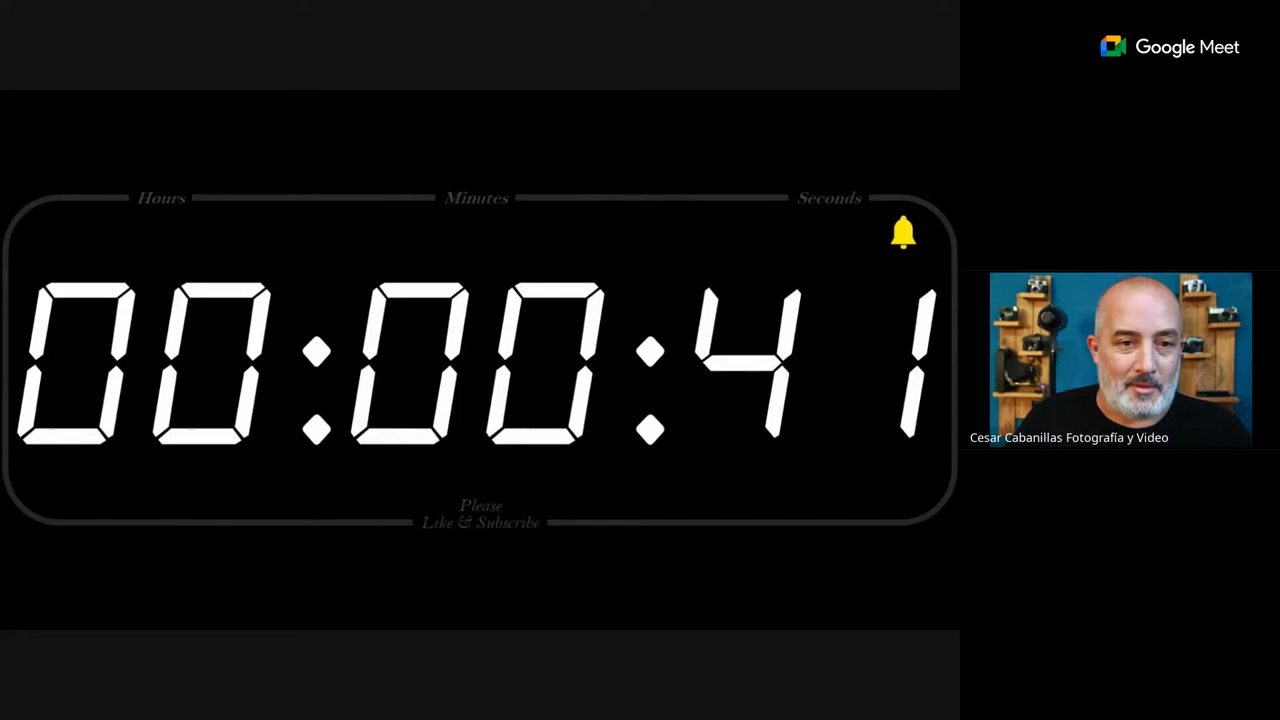 Google Meet
Hours Minutes Seconds
00:00:41
Please
Like & Subscribe
Cesar Cabanillas Fotografía y Video